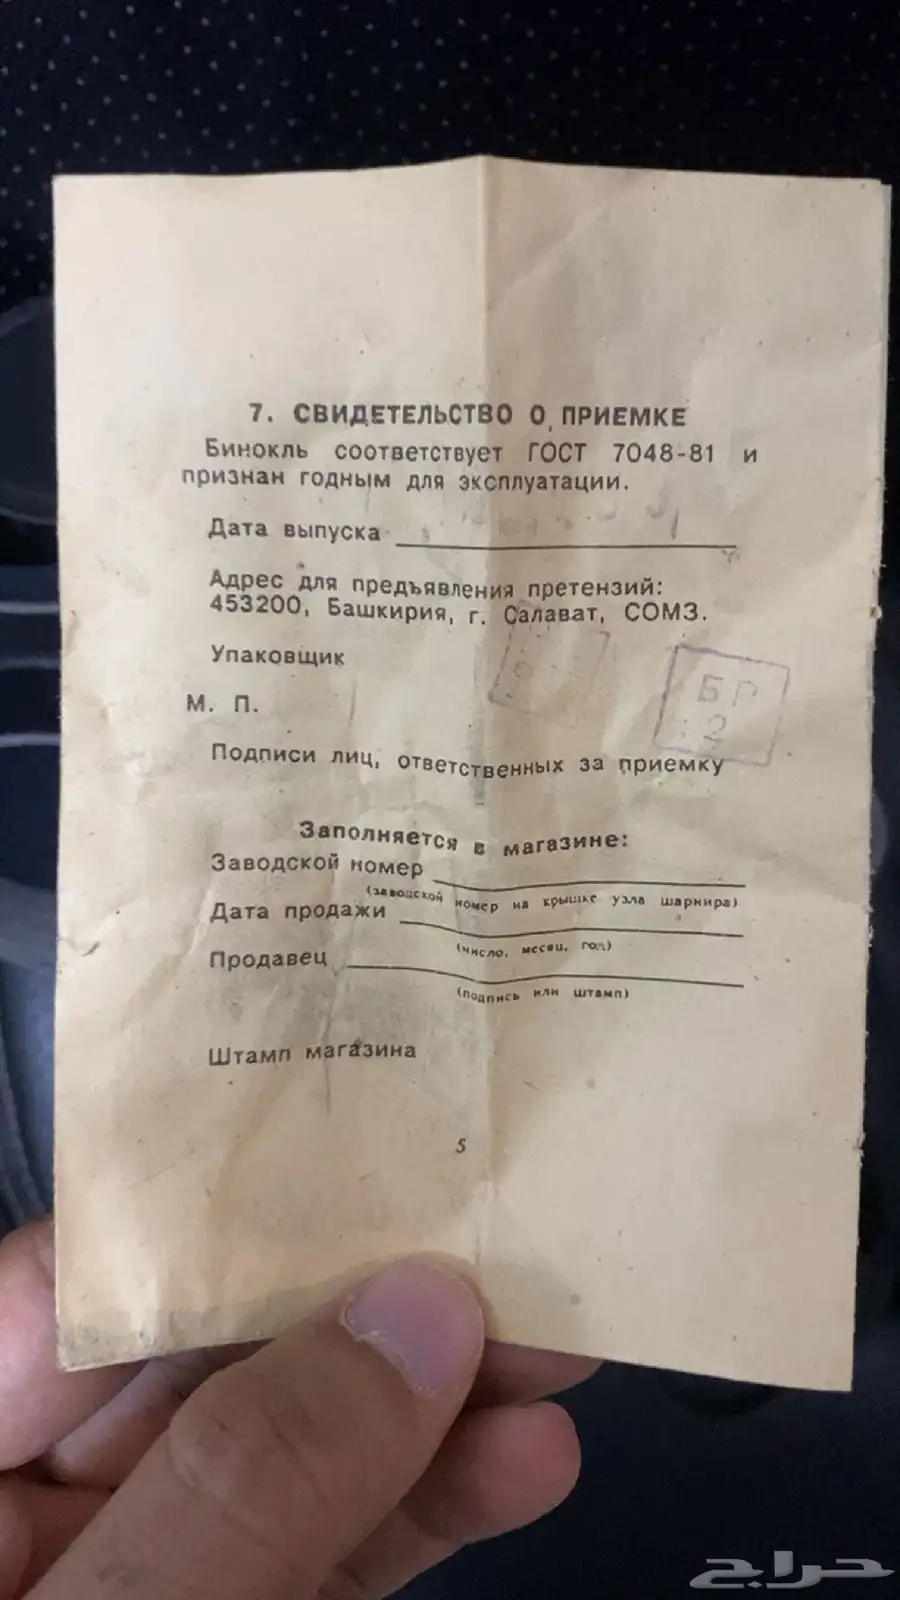 7. СВИДЕТЕЛЬСТВО О ПРИЕМКЕ
Бинокль соответствует ГОСТ 7048-81 и
признан годным для эксплуатации.
Дата выпуска
Адрес для предъявления претензий:
453200, Башкирия, г. Салават, СОМЗ.
Упаковщик
БР
2
М. П.
Подписи лиц, ответственных за приемку
Заполняется в магазине:
Заводской номер
(заводской номер на крышке узла шарнира)
Дата продажи
(число, месяц, год)
Продавец
(подпись или штамп)
Штамп магазина
5
حراج